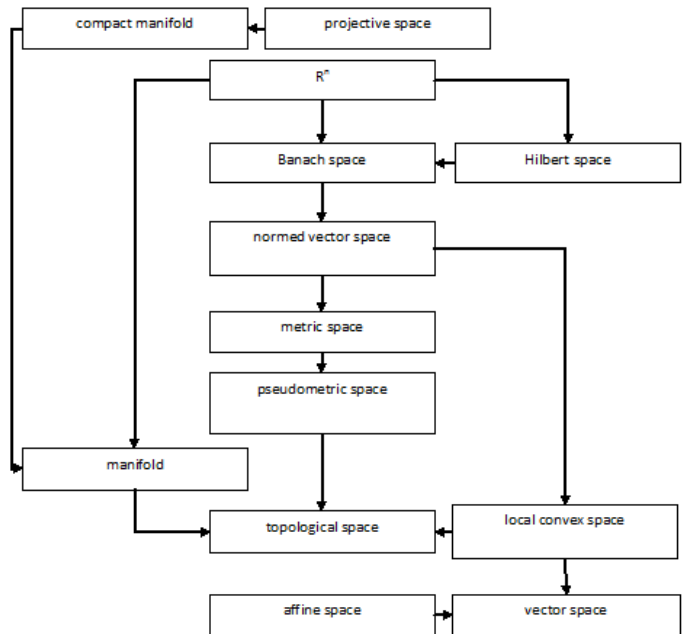 compact manifold
projective space
Rⁿ
Banach space
Hilbert space
normed vector space
metric space
pseudometric space
manifold
topological space
local convex space
affine space
vector space